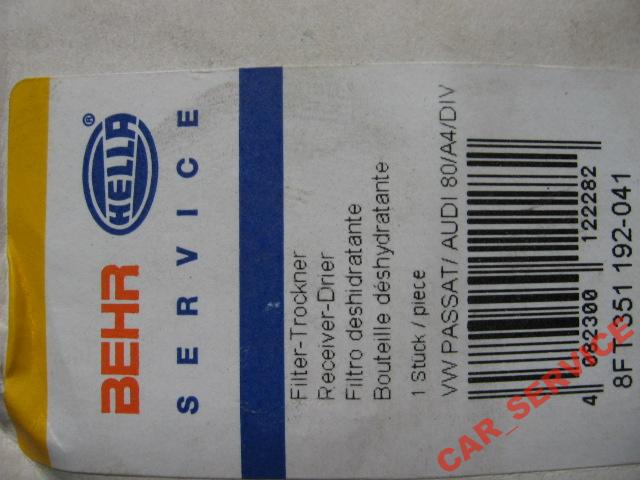 BEHR HELLA®
SERVICE
Filter-Trockner
Receiver-Drier
Filtro deshidratante
Bouteille déshydratante
1 Stück / piece
VW PASSAT/ AUDI 80/A4/DIV
4 082300 122282
8FT 351 192-041
CAR_SERVICE